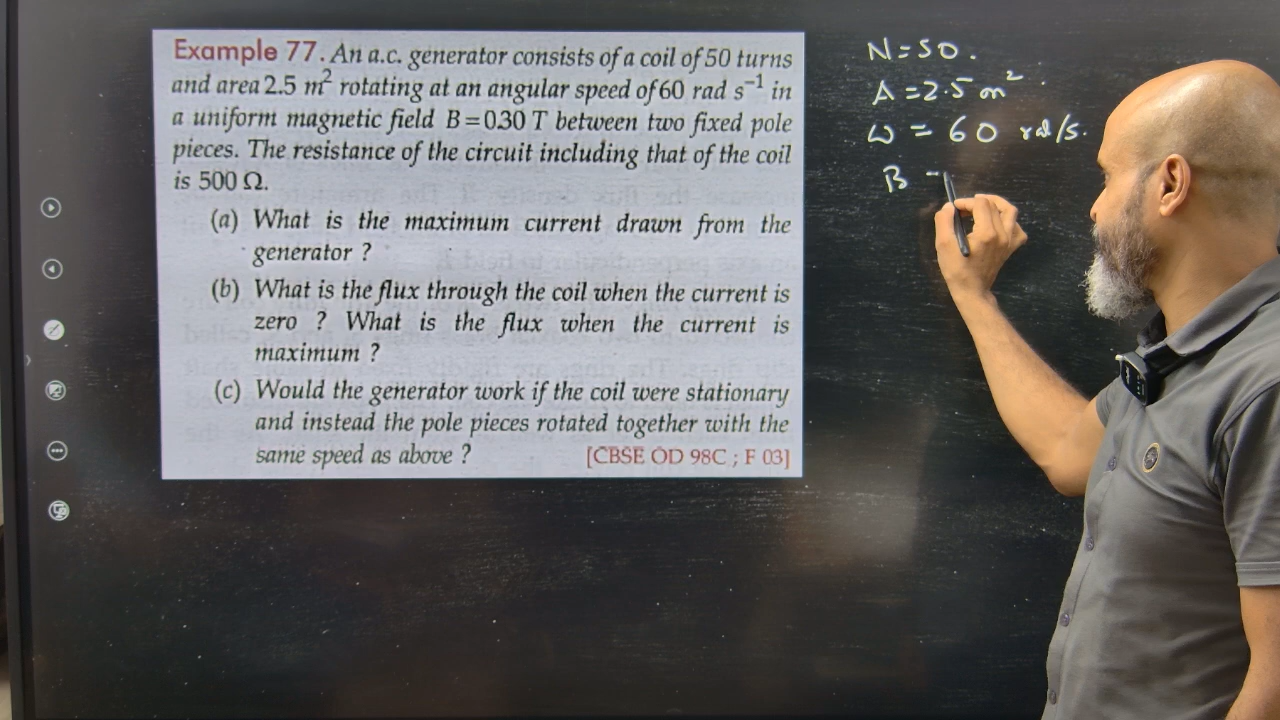 Example 77. An a.c. generator consists of a coil of 50 turns
and area 2.5 m² rotating at an angular speed of 60 rad s⁻¹ in
a uniform magnetic field B=030 T between two fixed pole
pieces. The resistance of the circuit including that of the coil
is 500 Ω.
(a) What is the maximum current drawn from the
generator ?
(b) What is the flux through the coil when the current is
zero ? What is the flux when the current is
maximum ?
(c) Would the generator work if the coil were stationary
and instead the pole pieces rotated together with the
same speed as above ?
[CBSE OD 98C ; F 03]
N=50.
A=2.5 m².
ω = 60 rad/s.
B -